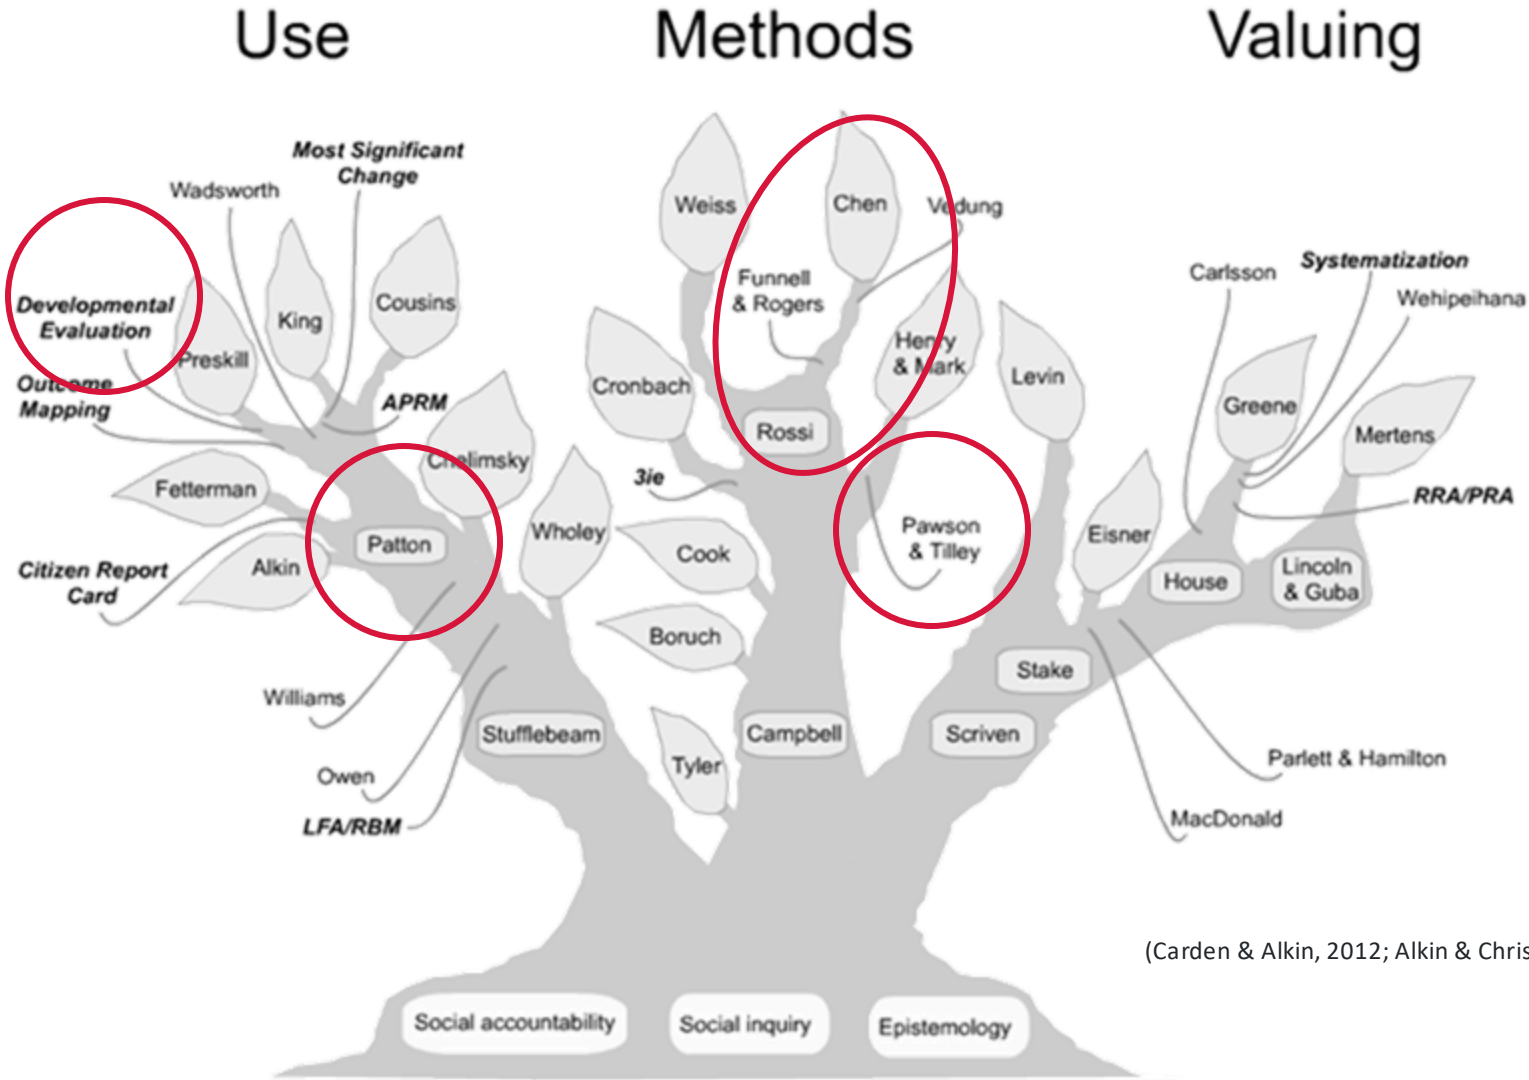 Use
Methods
Valuing
Most Significant
Change
Wadsworth
Developmental
Evaluation
Preskill
King
Cousins
Outcome
Mapping
APRM
Chelimsky
Fetterman
Patton
Alkin
Citizen Report
Card
Wholey
Williams
Stufflebeam
Owen
LFA/RBM
Weiss
Chen
Vedung
Funnell
& Rogers
Henry
& Mark
Cronbach
Rossi
3ie
Cook
Pawson
& Tilley
Boruch
Campbell
Tyler
Levin
Carlsson
Systematization
Wehipeihana
Greene
Mertens
RRA/PRA
Eisner
House
Lincoln
& Guba
Stake
Scriven
Parlett & Hamilton
MacDonald
(Carden & Alkin, 2012; Alkin & Chris
Social accountability
Social inquiry
Epistemology